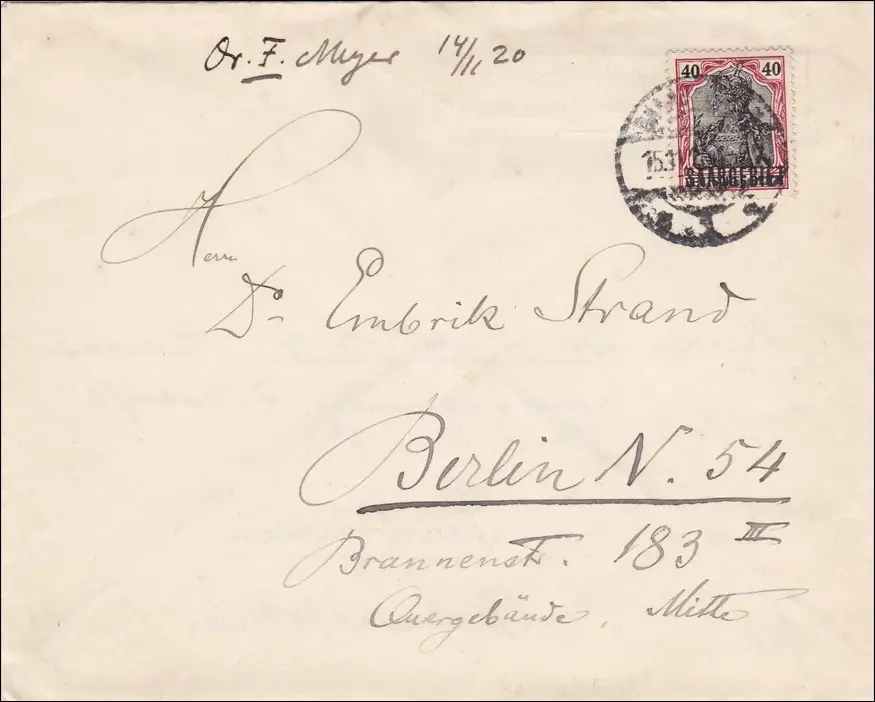 Dr. F. Meyer 14/11 20
40 40
SAARGEBIET
Herrn
Dr. Embrik Strand
Berlin N. 54
Brunnenstr. 183 III
Quergebäude, Mitte